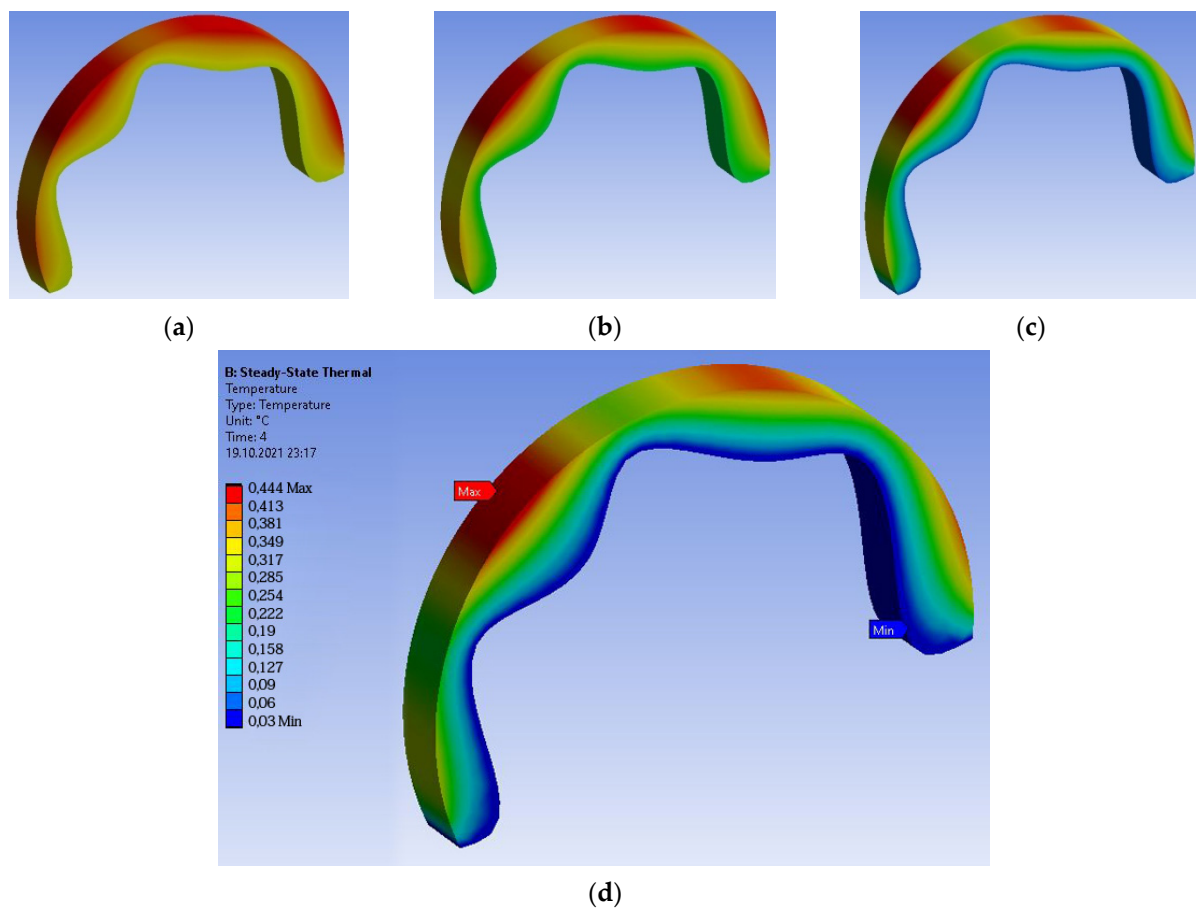 (a)
(b)
(c)
B: Steady-State Thermal
Temperature
Type: Temperature
Unit: °C
Time: 4
19.10.2021 23:17
0,444 Max
0,413
0,381
0,349
0,317
0,285
0,254
0,222
0,19
0,158
0,127
0,09
0,06
0,03 Min
Max
Min
(d)